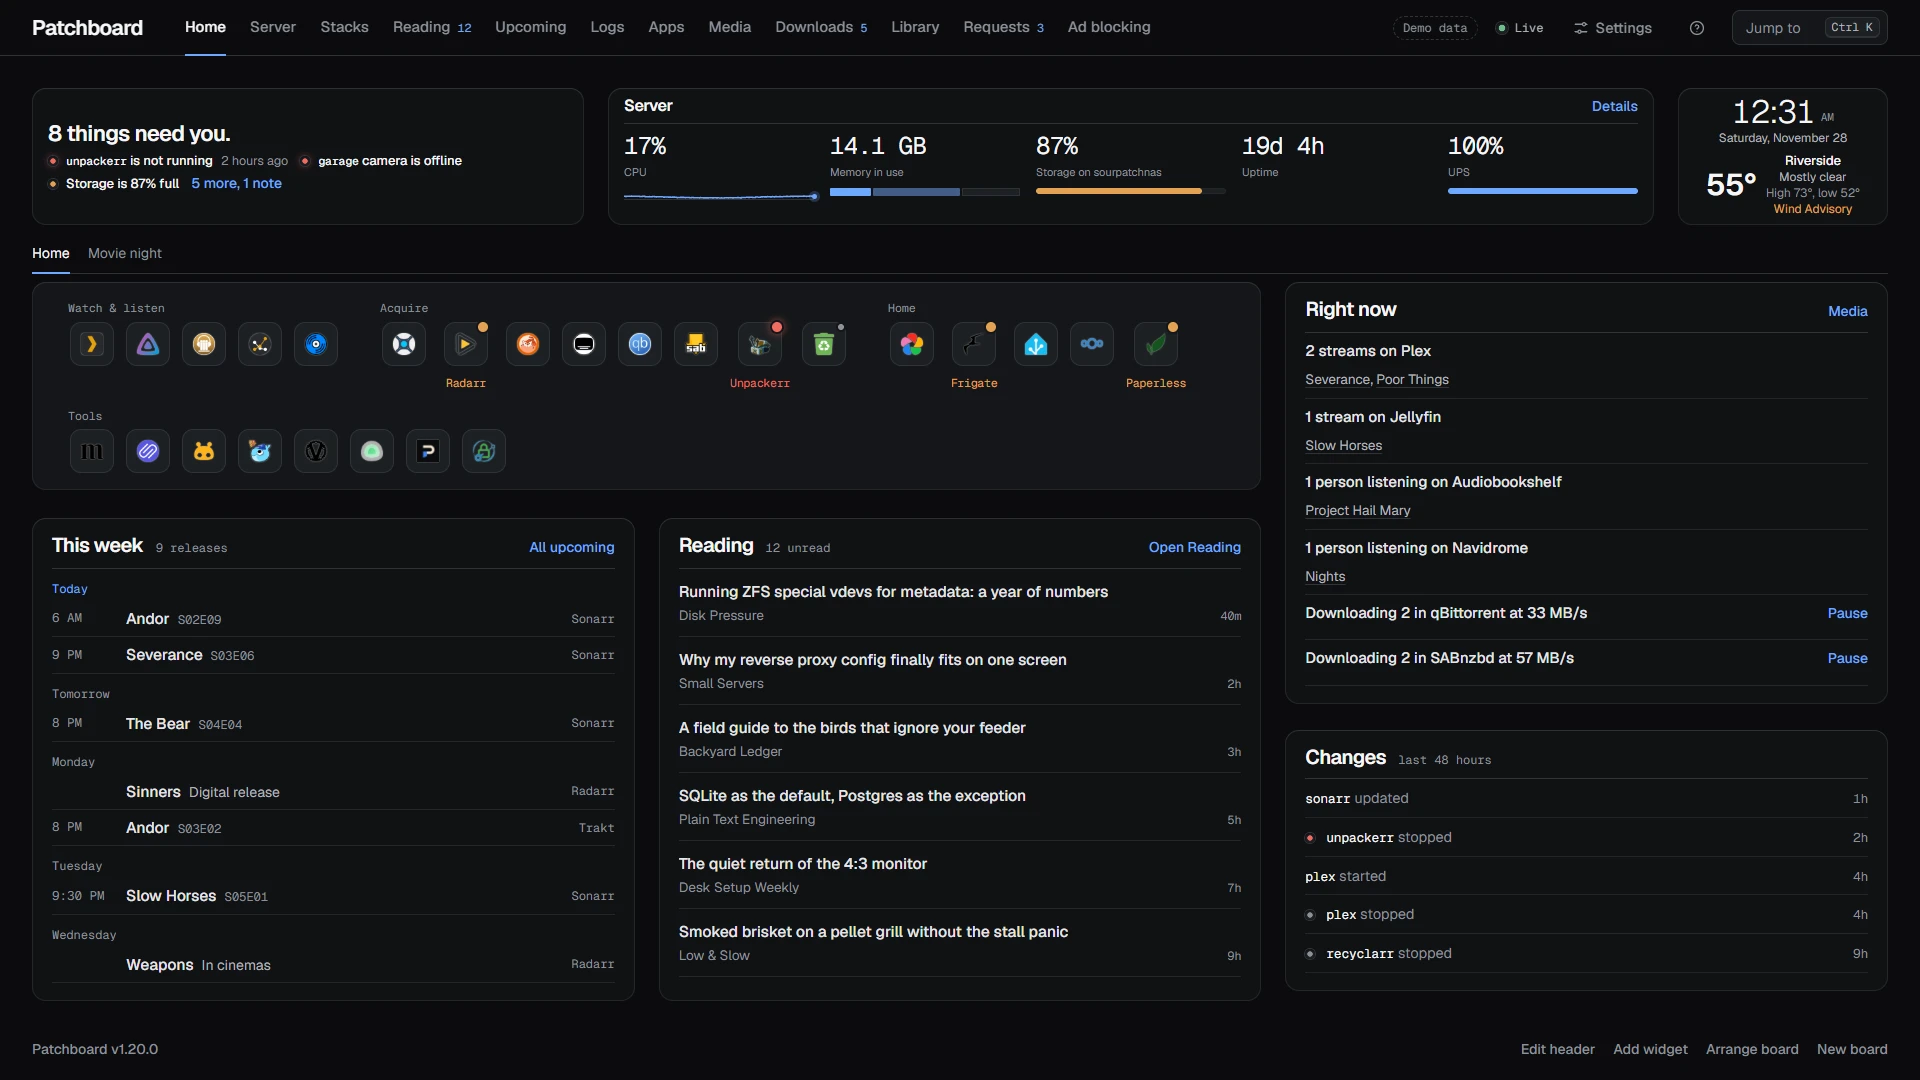 Patchboard
Home
Server
Stacks
Reading 12
Upcoming
Logs
Apps
Media
Downloads 5
Library
Requests 3
Ad blocking
Demo data
Live
Settings
Jump to Ctrl K
8 things need you.
unpackerr is not running 2 hours ago garage camera is offline
Storage is 87% full 5 more, 1 note
Server Details
17%
CPU
14.1 GB
Memory in use
87%
Storage on sourpatchnas
19d 4h
Uptime
100%
UPS
12:31 AM
Saturday, November 28
55°
Riverside
Mostly clear
High 73°, low 52°
Wind Advisory
Home
Movie night
Watch & listen
Acquire
qb
sab
Radarr
Unpackerr
Home
Frigate
Paperless
Tools
m
This week 9 releases All upcoming
Today
6 AM Andor S02E09 Sonarr
9 PM Severance S03E06 Sonarr
Tomorrow
8 PM The Bear S04E04 Sonarr
Monday
Sinners Digital release Radarr
8 PM Andor S03E02 Trakt
Tuesday
9:30 PM Slow Horses S05E01 Sonarr
Wednesday
Weapons In cinemas Radarr
Reading 12 unread Open Reading
Running ZFS special vdevs for metadata: a year of numbers
Disk Pressure 40m
Why my reverse proxy config finally fits on one screen
Small Servers 2h
A field guide to the birds that ignore your feeder
Backyard Ledger 3h
SQLite as the default, Postgres as the exception
Plain Text Engineering 5h
The quiet return of the 4:3 monitor
Desk Setup Weekly 7h
Smoked brisket on a pellet grill without the stall panic
Low & Slow 9h
Right now Media
2 streams on Plex
Severance, Poor Things
1 stream on Jellyfin
Slow Horses
1 person listening on Audiobookshelf
Project Hail Mary
1 person listening on Navidrome
Nights
Downloading 2 in qBittorrent at 33 MB/s Pause
Downloading 2 in SABnzbd at 57 MB/s Pause
Changes last 48 hours
sonarr updated 1h
unpackerr stopped 2h
plex started 4h
plex stopped 4h
recyclarr stopped 9h
Patchboard v1.20.0
Edit header
Add widget
Arrange board
New board